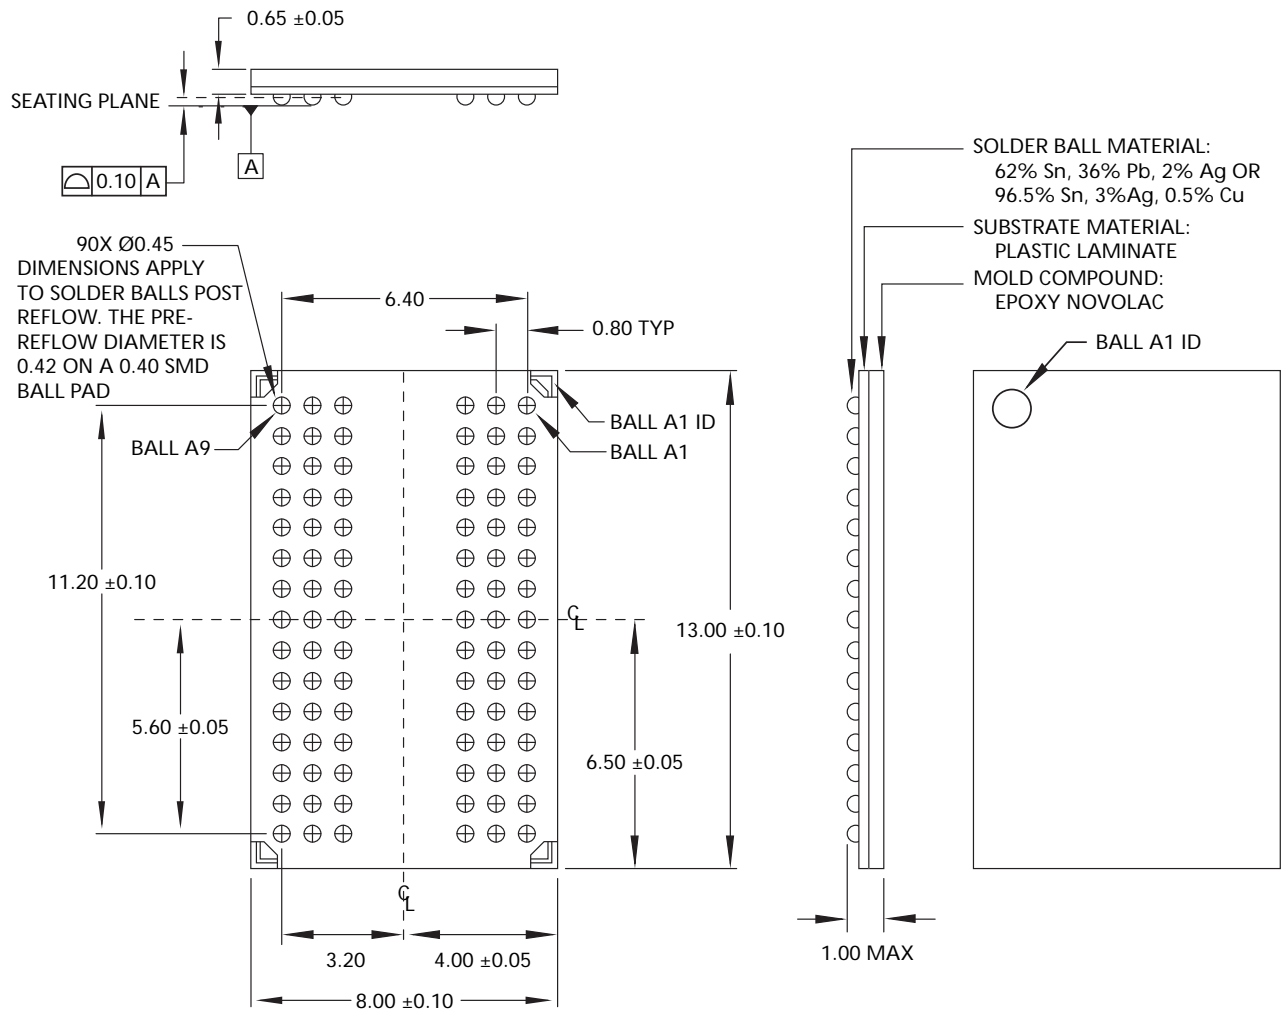 0.65 ±0.05
SEATING PLANE
A
0.10 A
SOLDER BALL MATERIAL:
62% Sn, 36% Pb, 2% Ag OR
96.5% Sn, 3%Ag, 0.5% Cu
SUBSTRATE MATERIAL:
PLASTIC LAMINATE
MOLD COMPOUND:
EPOXY NOVOLAC
90X Ø0.45
DIMENSIONS APPLY
TO SOLDER BALLS POST
REFLOW. THE PRE-
REFLOW DIAMETER IS
0.42 ON A 0.40 SMD
BALL PAD
6.40
0.80 TYP
BALL A1 ID
BALL A1 ID
BALL A9
BALL A1
11.20 ±0.10
CL
13.00 ±0.10
5.60 ±0.05
6.50 ±0.05
CL
3.20
4.00 ±0.05
1.00 MAX
8.00 ±0.10